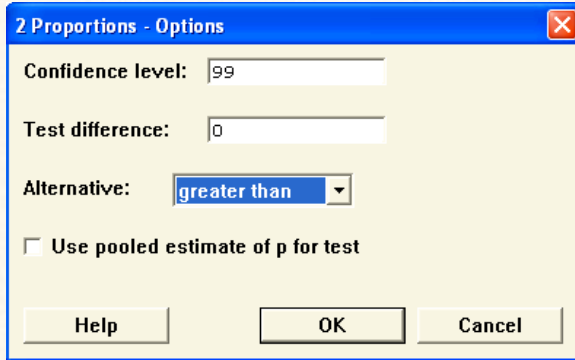 2 Proportions - Options
Confidence level: 99
Test difference: 0
Alternative: greater than
Use pooled estimate of p for test
Help OK Cancel